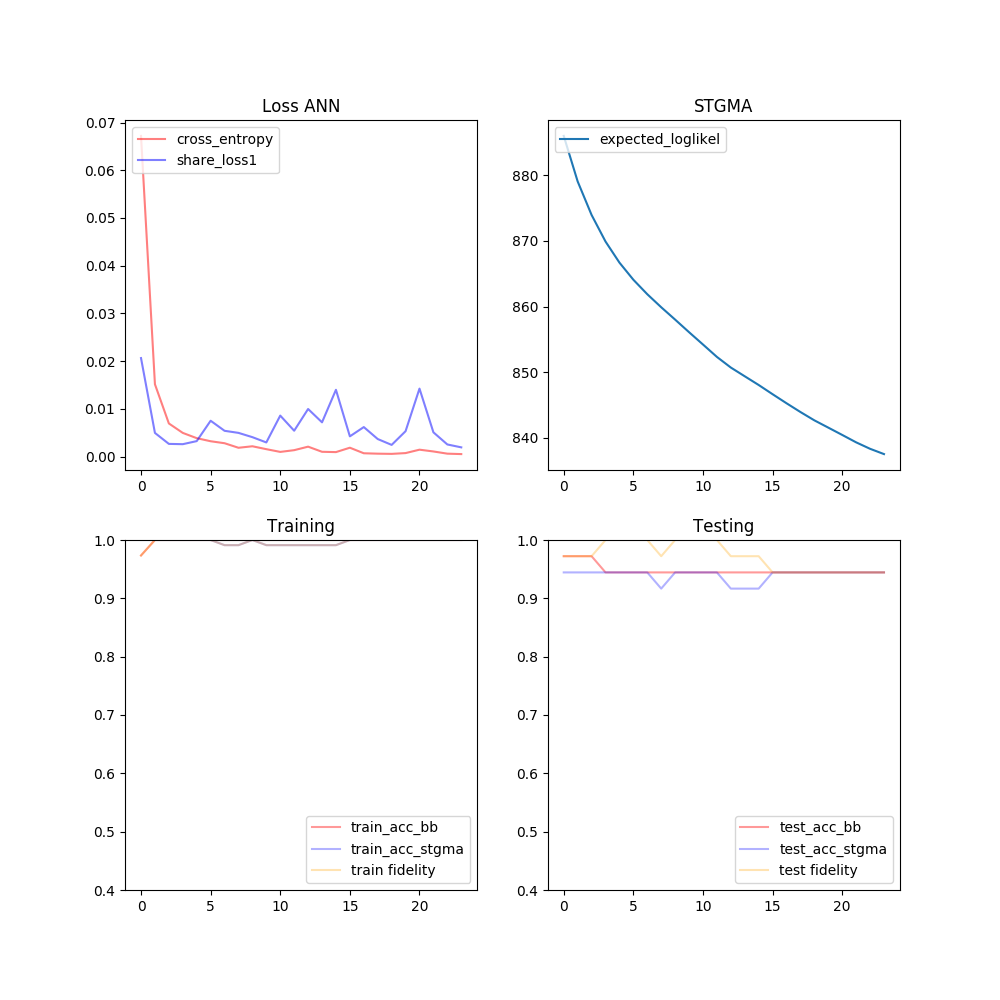 Loss ANN
0.07
0.06
0.05
0.04
0.03
0.02
0.01
0.00
cross_entropy
share_loss1
0 5 10 15 20
STGMA
880
870
860
850
840
expected_loglikel
0 5 10 15 20
Training
1.0
0.9
0.8
0.7
0.6
0.5
0.4
train_acc_bb
train_acc_stgma
train fidelity
0 5 10 15 20
Testing
1.0
0.9
0.8
0.7
0.6
0.5
0.4
test_acc_bb
test_acc_stgma
test fidelity
0 5 10 15 20